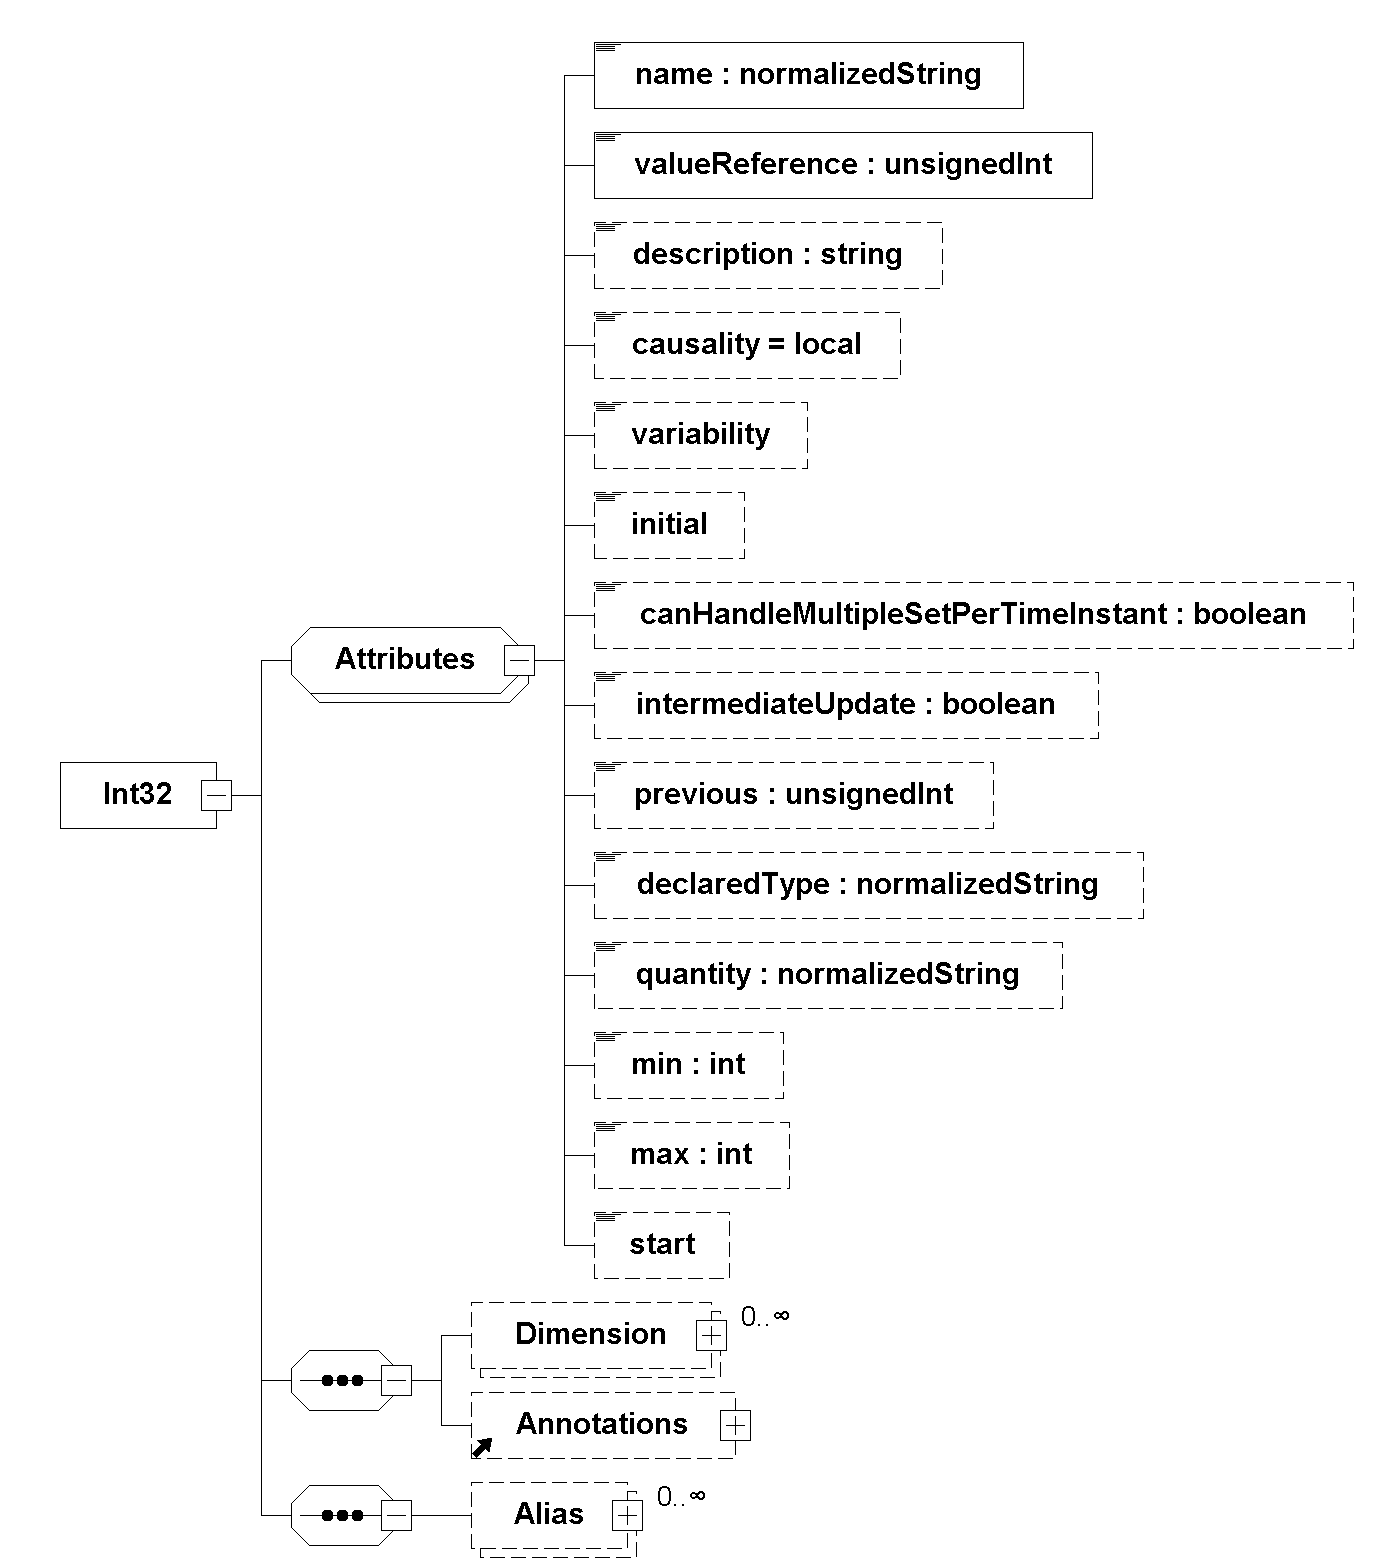 name : normalizedString
valueReference : unsignedInt
description : string
causality = local
variability
initial
canHandleMultipleSetPerTimeInstant : boolean
Attributes
intermediateUpdate : boolean
Int32
previous : unsignedInt
declaredType : normalizedString
quantity : normalizedString
min : int
max : int
start
Dimension
0..∞
Annotations
Alias
0..∞